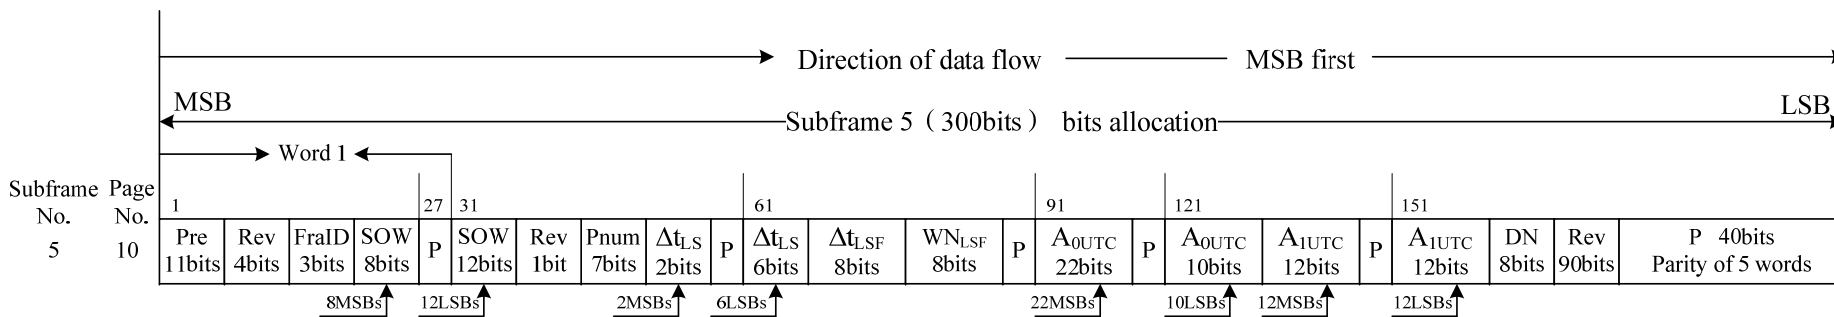 Direction of data flow MSB first
MSB LSB
Subframe 5（300bits） bits allocation
Word 1
Subframe No. Page No. 1 27 31 61 91 121 151
5 10 Pre 11bits Rev 4bits FraID 3bits SOW 8bits P SOW 12bits Rev 1bit Pnum 7bits Δt_LS 2bits P Δt_LS 6bits Δt_LSF 8bits WN_LSF 8bits P A_0UTC 22bits P A_0UTC 10bits A_1UTC 12bits P A_1UTC 12bits DN 8bits Rev 90bits P 40bits Parity of 5 words
8MSBs 12LSBs 2MSBs 6LSBs 22MSBs 10LSBs 12MSBs 12LSBs